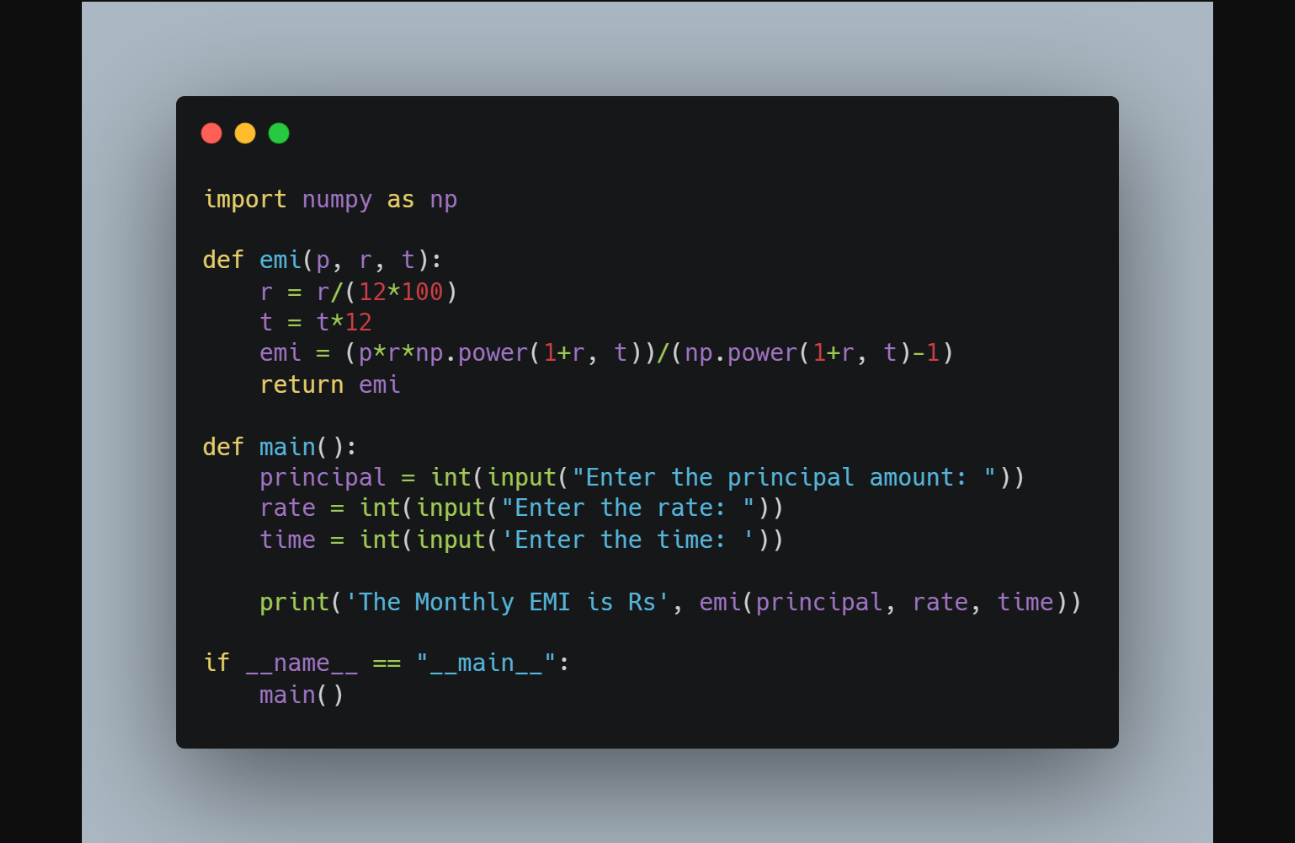 import numpy as np
def emi(p, r, t):
    r = r/(12*100)
    t = t*12
    emi = (p*r*np.power(1+r, t))/(np.power(1+r, t)-1)
    return emi
def main():
    principal = int(input("Enter the principal amount: "))
    rate = int(input("Enter the rate: "))
    time = int(input('Enter the time: '))
    print('The Monthly EMI is Rs', emi(principal, rate, time))
if __name__ == "__main__":
    main()